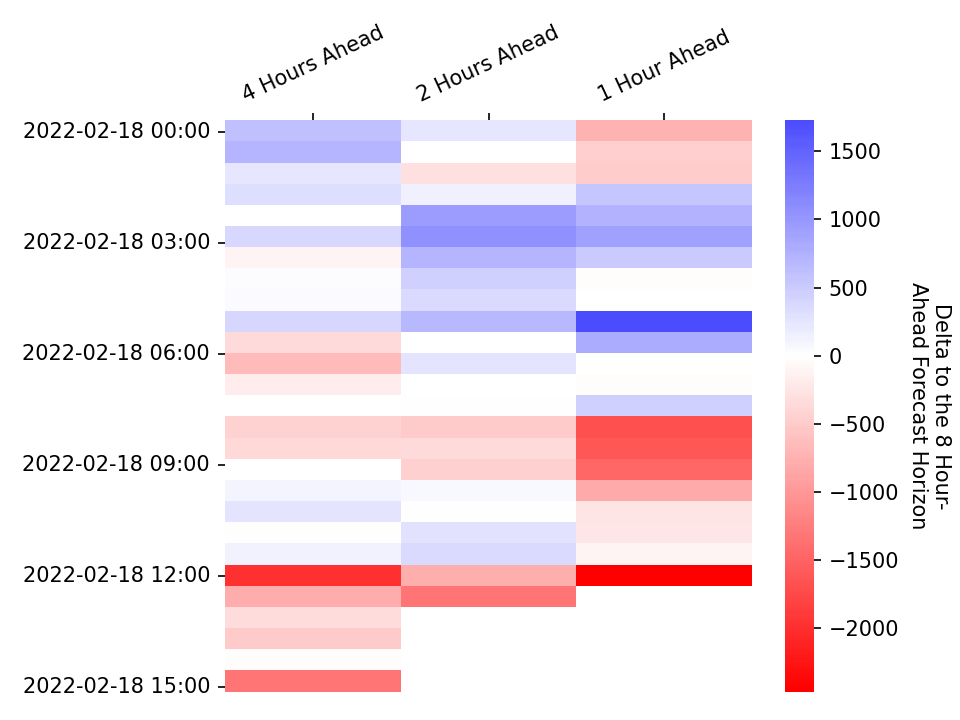 4 Hours Ahead
2 Hours Ahead
1 Hour Ahead
2022-02-18 00:00
2022-02-18 03:00
2022-02-18 06:00
2022-02-18 09:00
2022-02-18 12:00
2022-02-18 15:00
1500
1000
500
0
−500
−1000
−1500
−2000
Delta to the 8 Hour-
Ahead Forecast Horizon